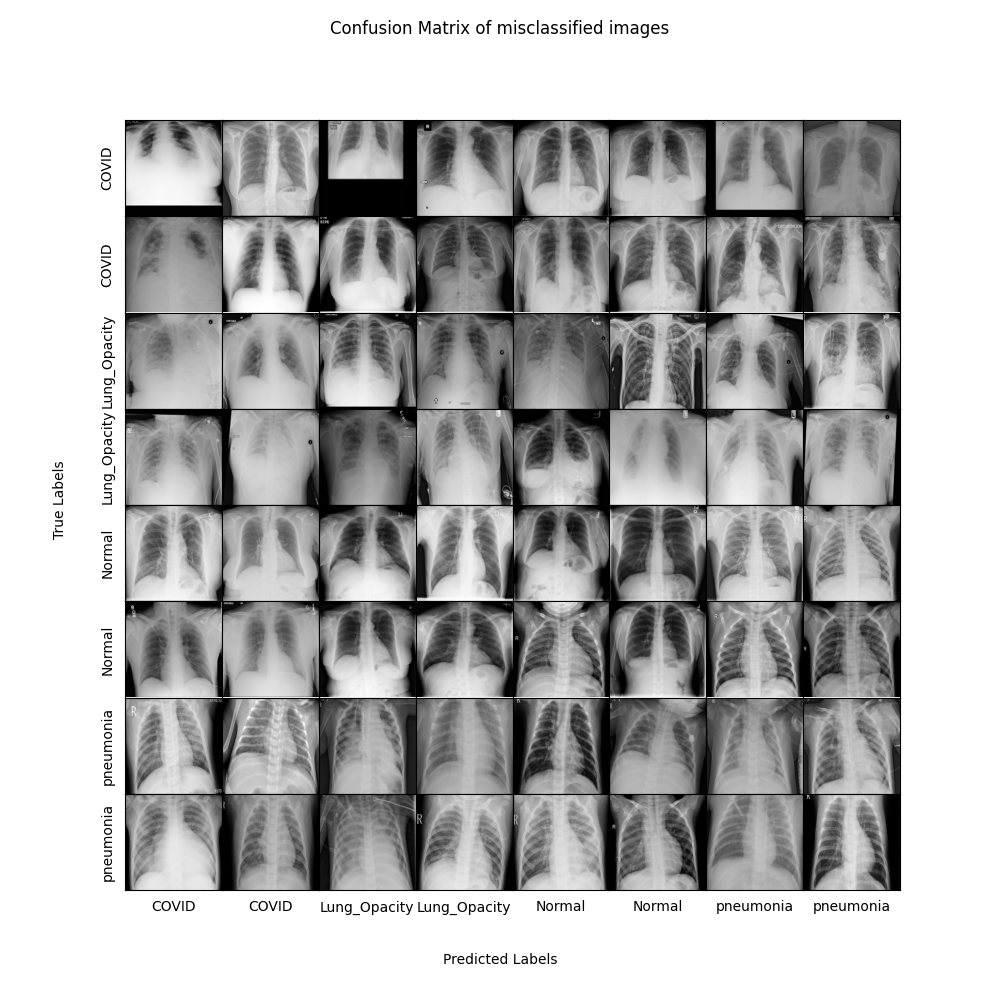 Confusion Matrix of misclassified images
True Labels
COVID
COVID
Lung_Opacity
Lung_Opacity
Normal
Normal
pneumonia
pneumonia
R
R
R
COVID COVID Lung_Opacity Lung_Opacity Normal Normal pneumonia pneumonia
Predicted Labels